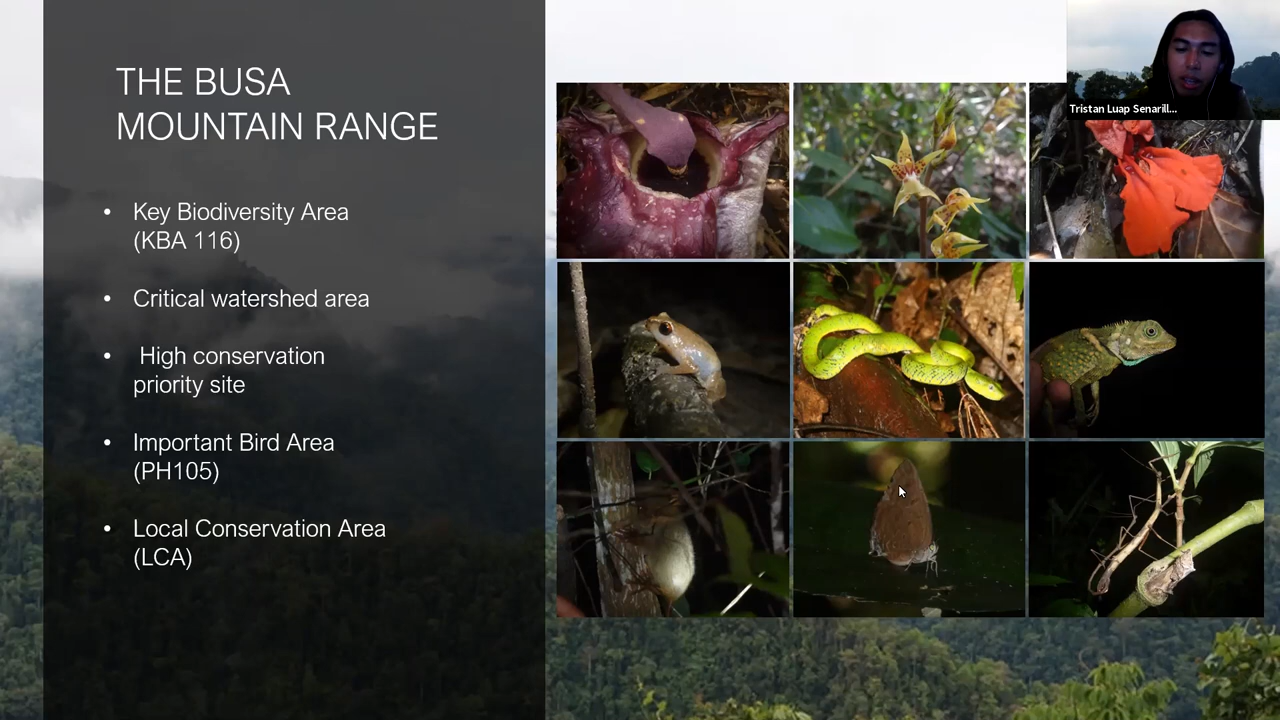 THE BUSA
MOUNTAIN RANGE
• Key Biodiversity Area
(KBA 116)
• Critical watershed area
• High conservation
priority site
• Important Bird Area
(PH105)
• Local Conservation Area
(LCA)
Tristan Luap Senarill...